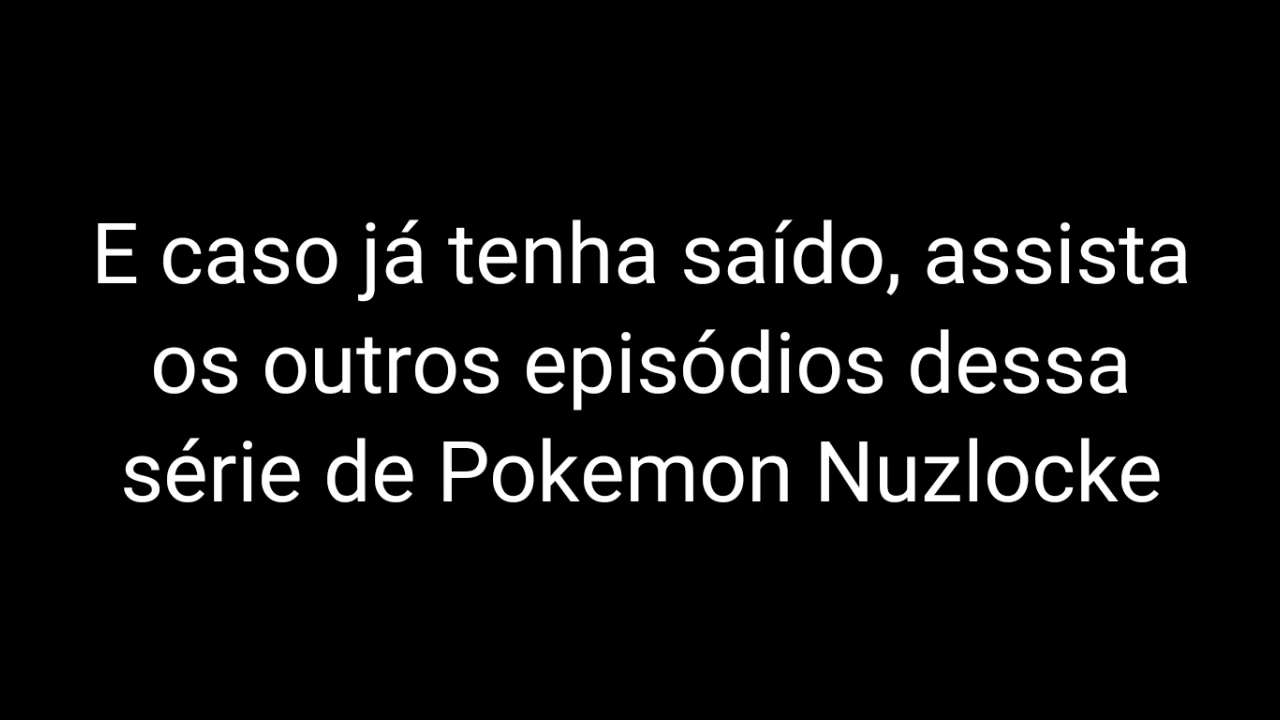 E caso já tenha saído, assista
os outros episódios dessa
série de Pokemon Nuzlocke